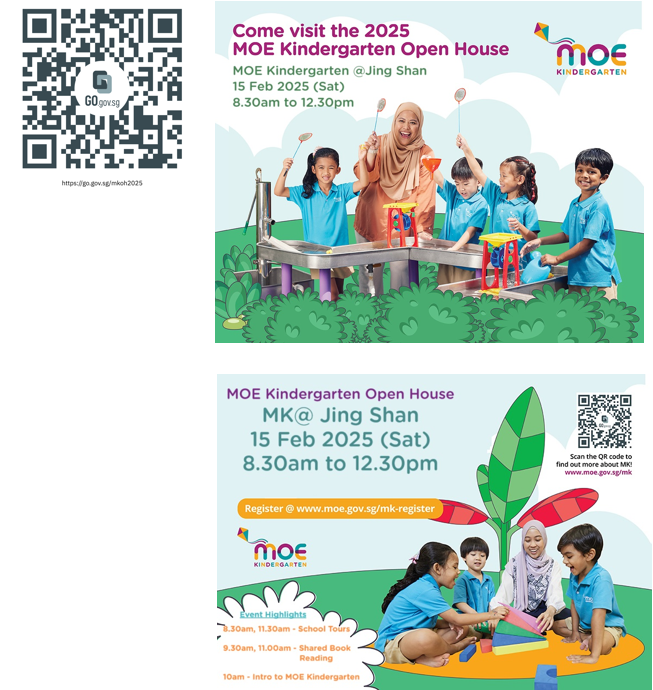 GOgov.sg
https://go.gov.sg/mkoh2025
Come visit the 2025
MOE Kindergarten Open House
MOE Kindergarten @Jing Shan
15 Feb 2025 (Sat)
8.30am to 12.30pm
moe
KINDERGARTEN
MOE Kindergarten Open House
MK@ Jing Shan
15 Feb 2025 (Sat)
8.30am to 12.30pm
Scan the QR code to
find out more about MK!
www.moe.gov.sg/mk
Register @ www.moe.gov.sg/mk-register
moe
KINDERGARTEN
Event Highlights
8.30am, 11.30am - School Tours
9.30am, 11.00am - Shared Book
Reading
10am - Intro to MOE Kindergarten